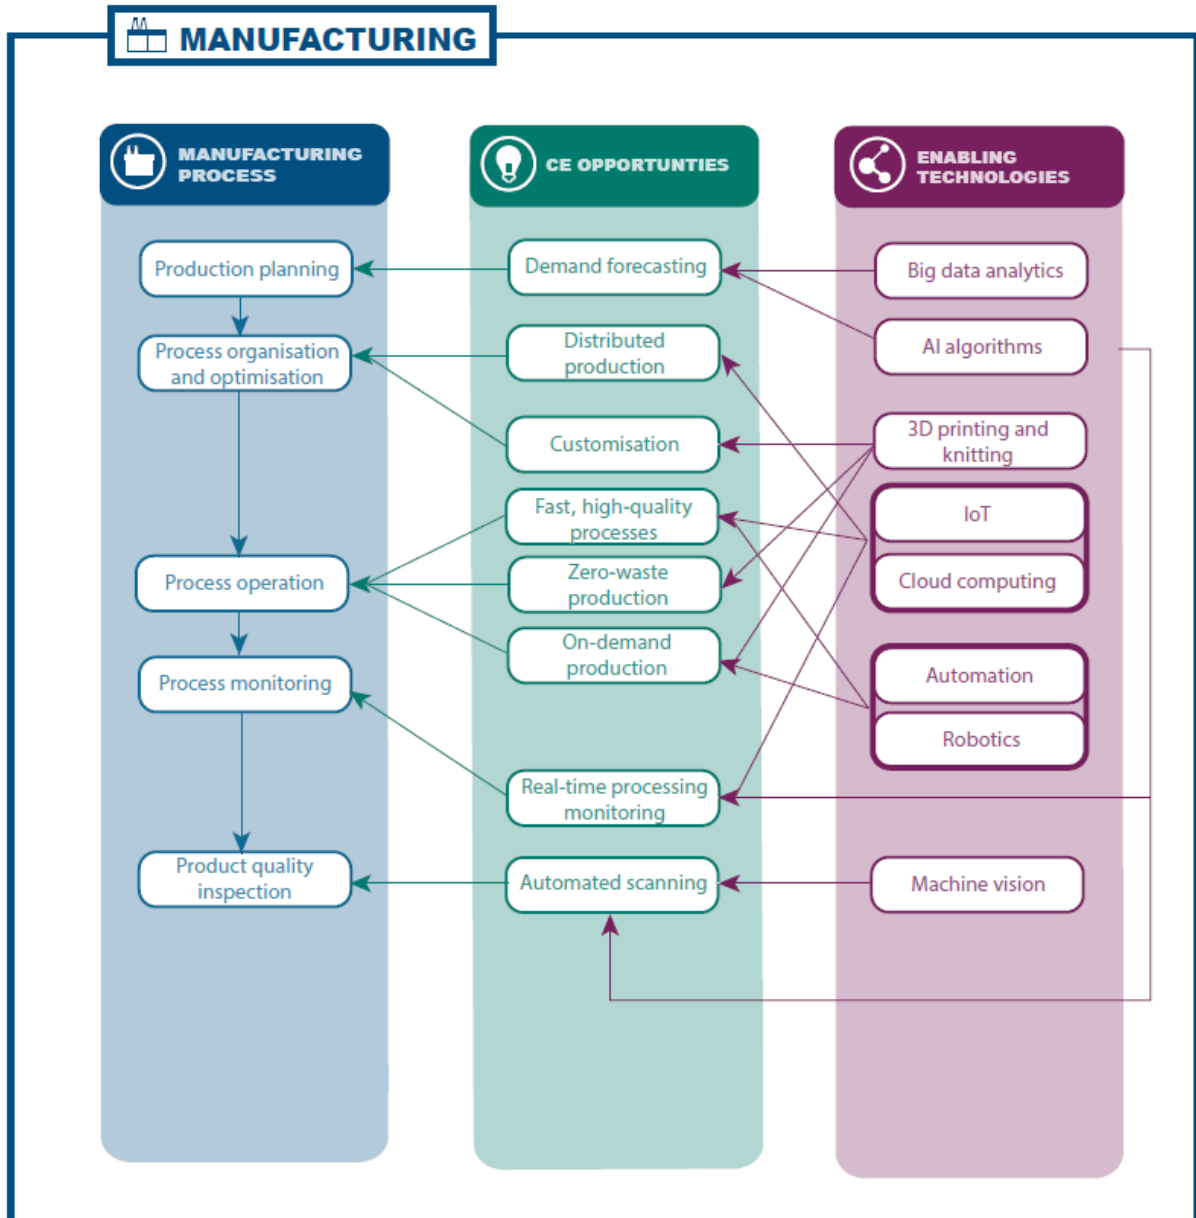 MANUFACTURING
MANUFACTURING
PROCESS
Production planning
Process organisation
and optimisation
Process operation
Process monitoring
Product quality
inspection
CE OPPORTUNTIES
Demand forecasting
Distributed
production
Customisation
Fast, high-quality
processes
Zero-waste
production
On-demand
production
Real-time processing
monitoring
Automated scanning
ENABLING
TECHNOLOGIES
Big data analytics
AI algorithms
3D printing and
knitting
IoT
Cloud computing
Automation
Robotics
Machine vision